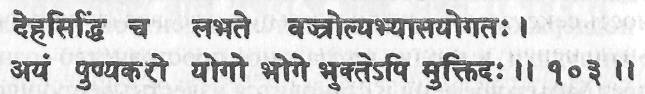 देहसिद्धिं च लभते वज्रोल्यभ्यासयोगतः ।
अयं पुण्यकरो योगो भोगे भुक्तेऽपि मुक्तिदः ।। १०३ ।।